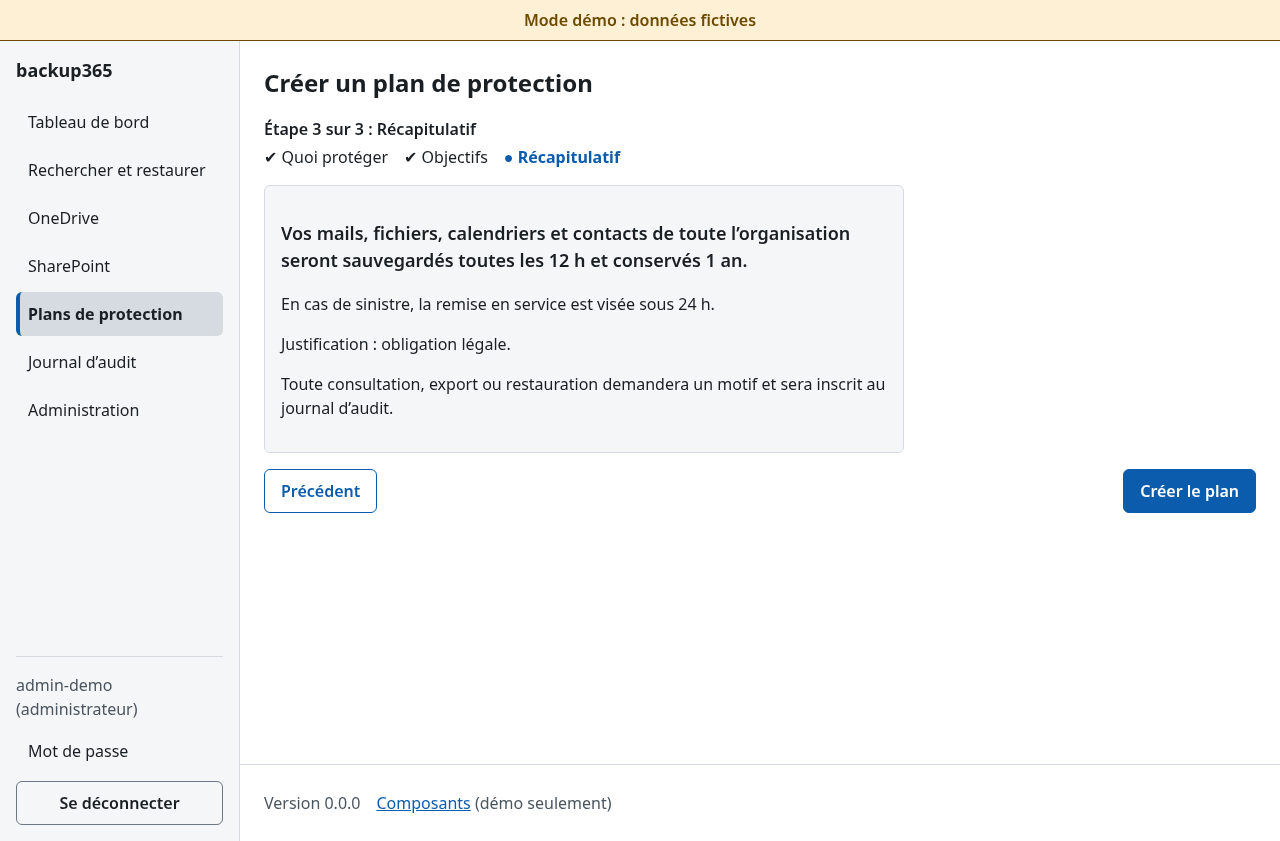 Mode démo : données fictives
backup365
Tableau de bord
Rechercher et restaurer
OneDrive
SharePoint
Plans de protection
Journal d’audit
Administration
admin-demo
(administrateur)
Mot de passe
Se déconnecter
Créer un plan de protection
Étape 3 sur 3 : Récapitulatif
✔ Quoi protéger ✔ Objectifs ● Récapitulatif
Vos mails, fichiers, calendriers et contacts de toute l’organisation
seront sauvegardés toutes les 12 h et conservés 1 an.
En cas de sinistre, la remise en service est visée sous 24 h.
Justification : obligation légale.
Toute consultation, export ou restauration demandera un motif et sera inscrit au
journal d’audit.
Précédent
Créer le plan
Version 0.0.0 Composants (démo seulement)